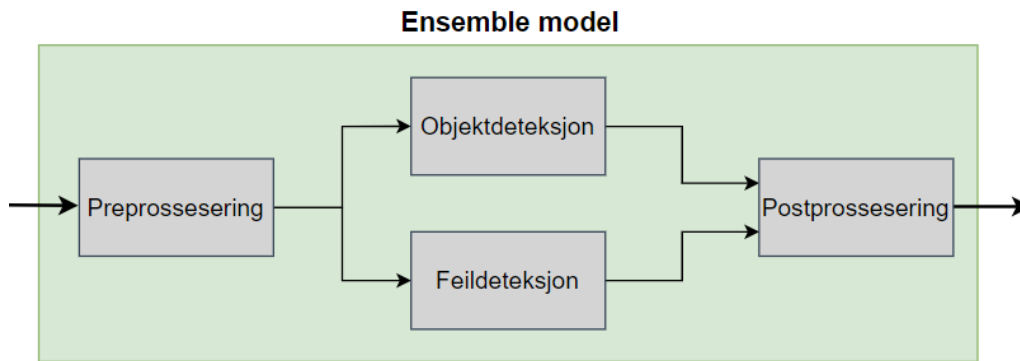 Ensemble model
Objektdeteksjon
Preprossesering
Postprossesering
Feildeteksjon